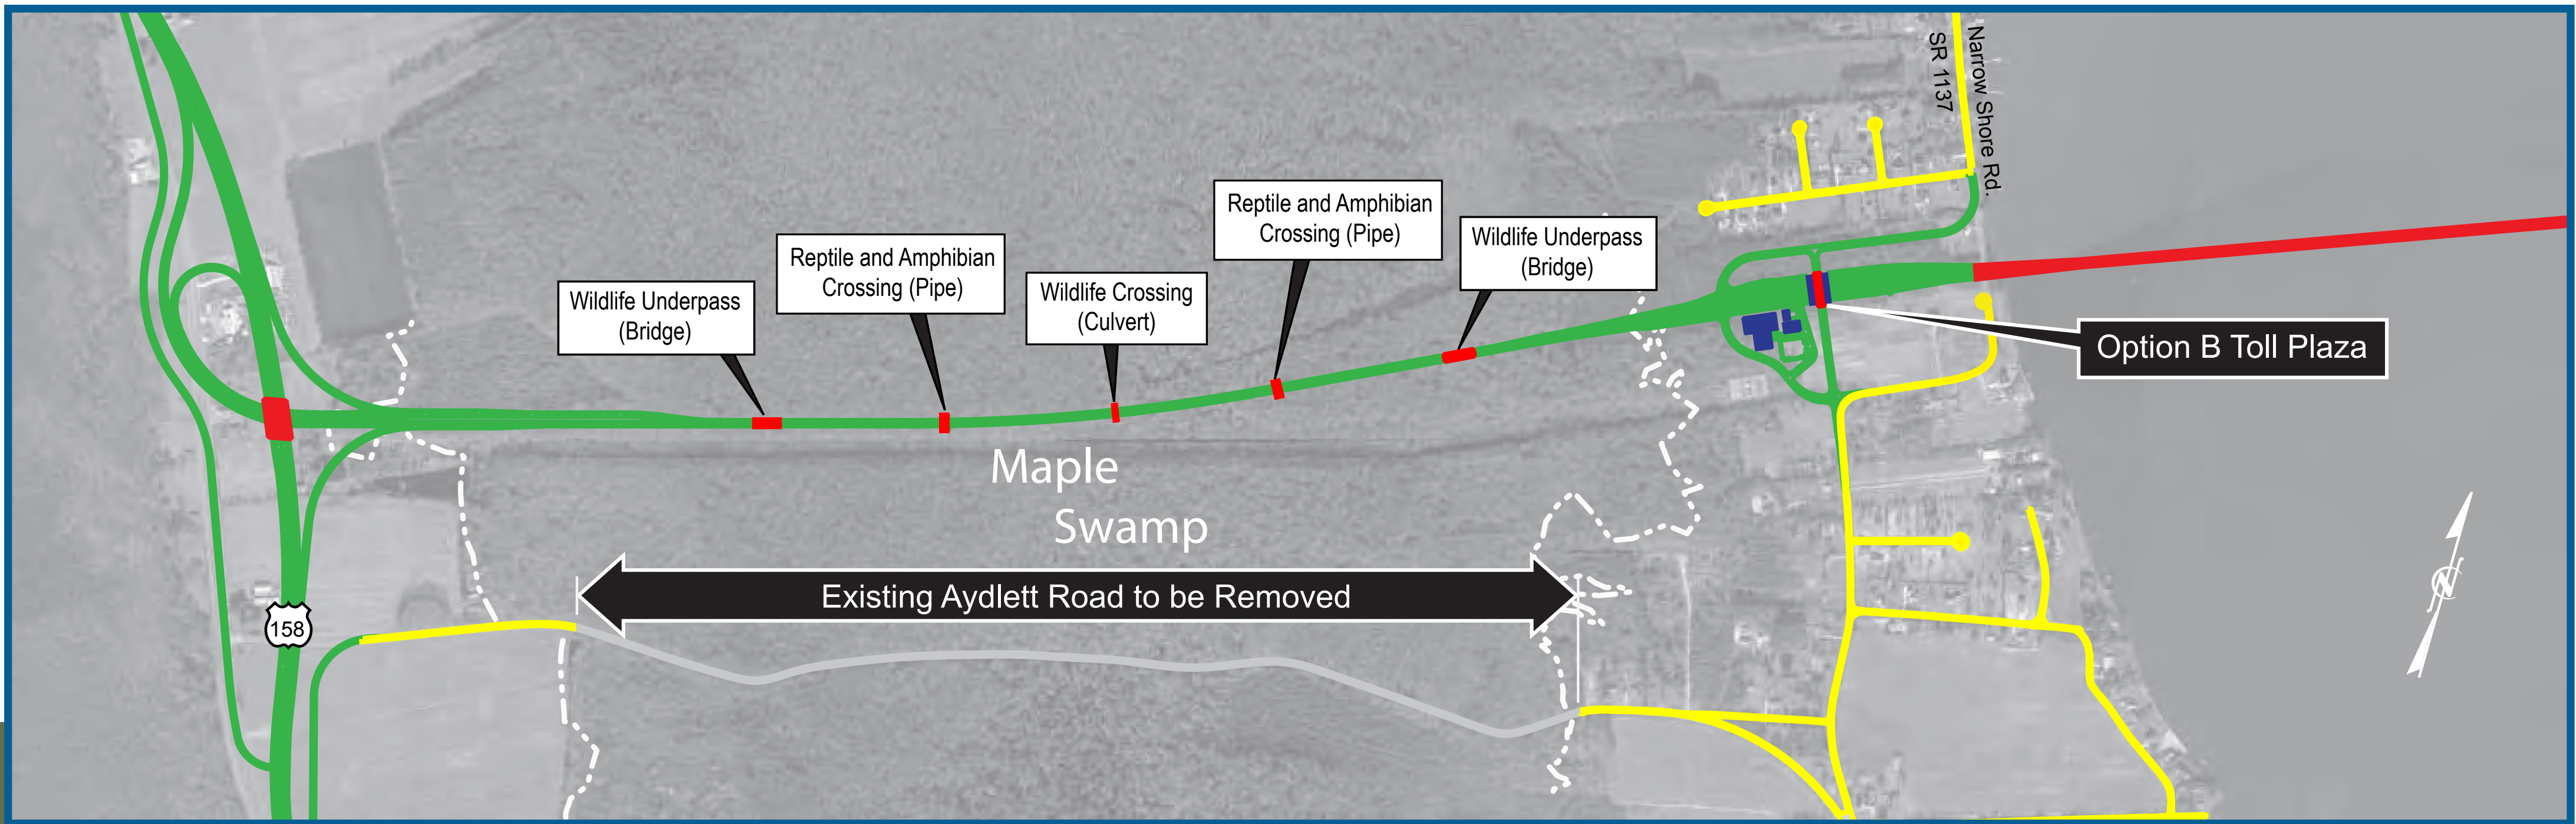 Narrow Shore Rd.
SR 1137
Reptile and Amphibian
Crossing (Pipe)
Wildlife Underpass
(Bridge)
Reptile and Amphibian
Crossing (Pipe)
Wildlife Crossing
(Culvert)
Wildlife Underpass
(Bridge)
Option B Toll Plaza
Maple
Swamp
Existing Aydlett Road to be Removed
158
N